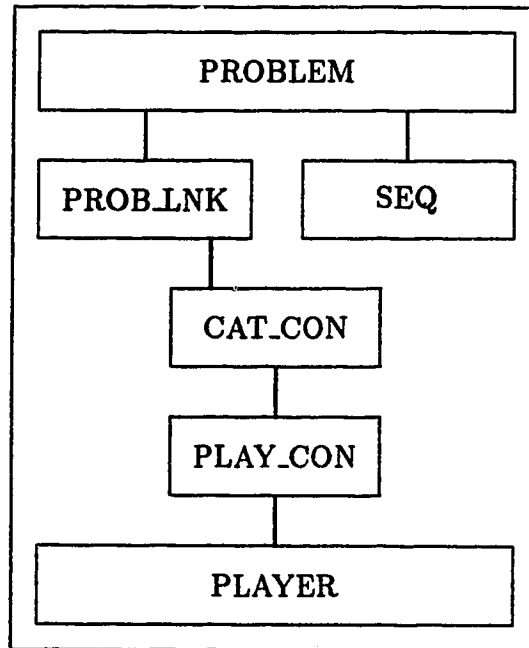 PROBLEM
PROB_LNK
SEQ
CAT_CON
PLAY_CON
PLAYER